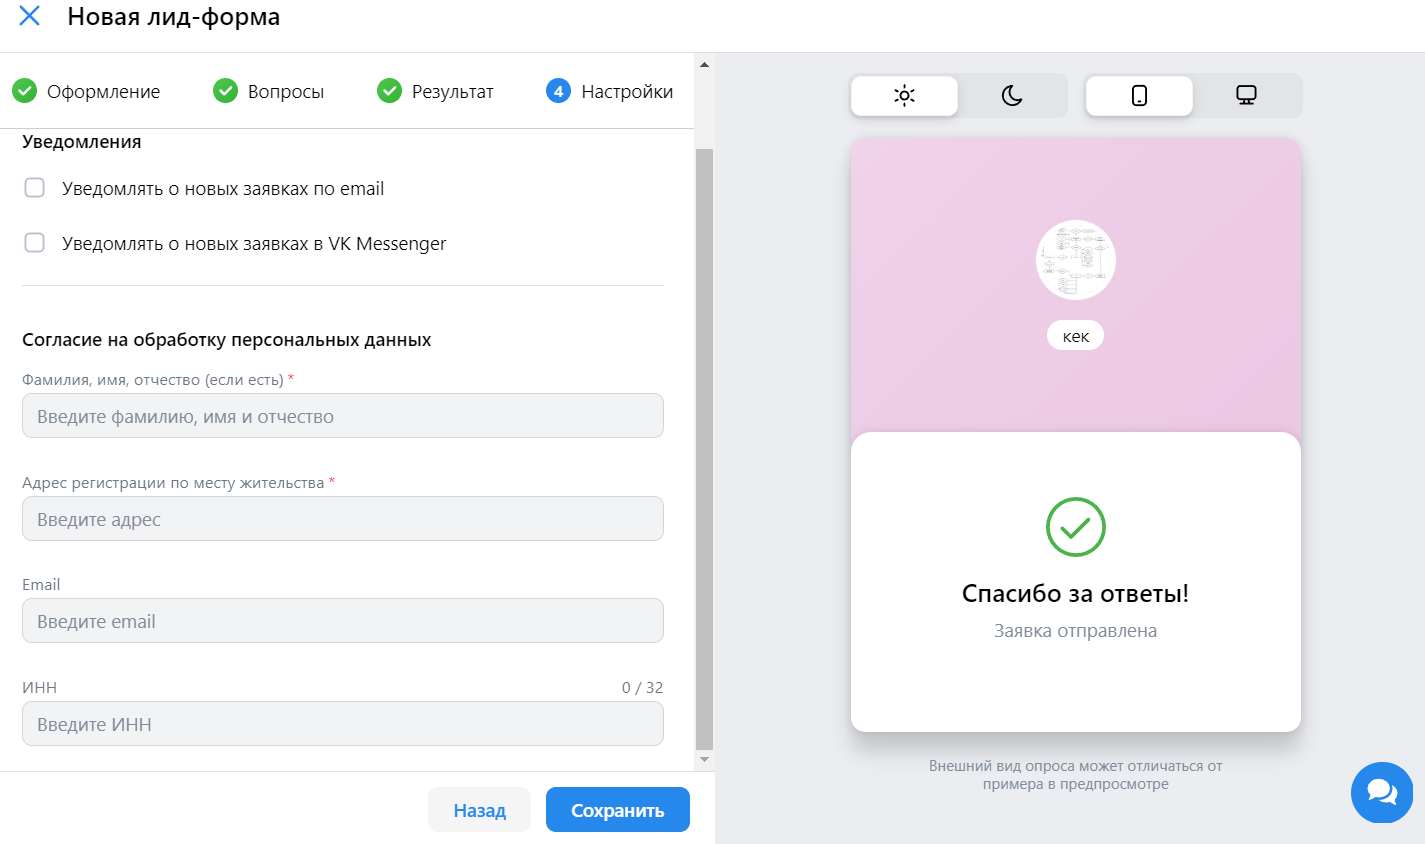 Новая лид-форма
Оформление
Вопросы
Результат
4
Настройки
Уведомления
Уведомлять о новых заявках по email
Уведомлять о новых заявках в VK Messenger
Согласие на обработку персональных данных
Фамилия, имя, отчество (если есть) *
Введите фамилию, имя и отчество
Адрес регистрации по месту жительства *
Введите адрес
Email
Введите email
ИНН
0 / 32
Введите ИНН
Назад
Сохранить
кек
Спасибо за ответы!
Заявка отправлена
Внешний вид опроса может отличаться от
примера в предпросмотре